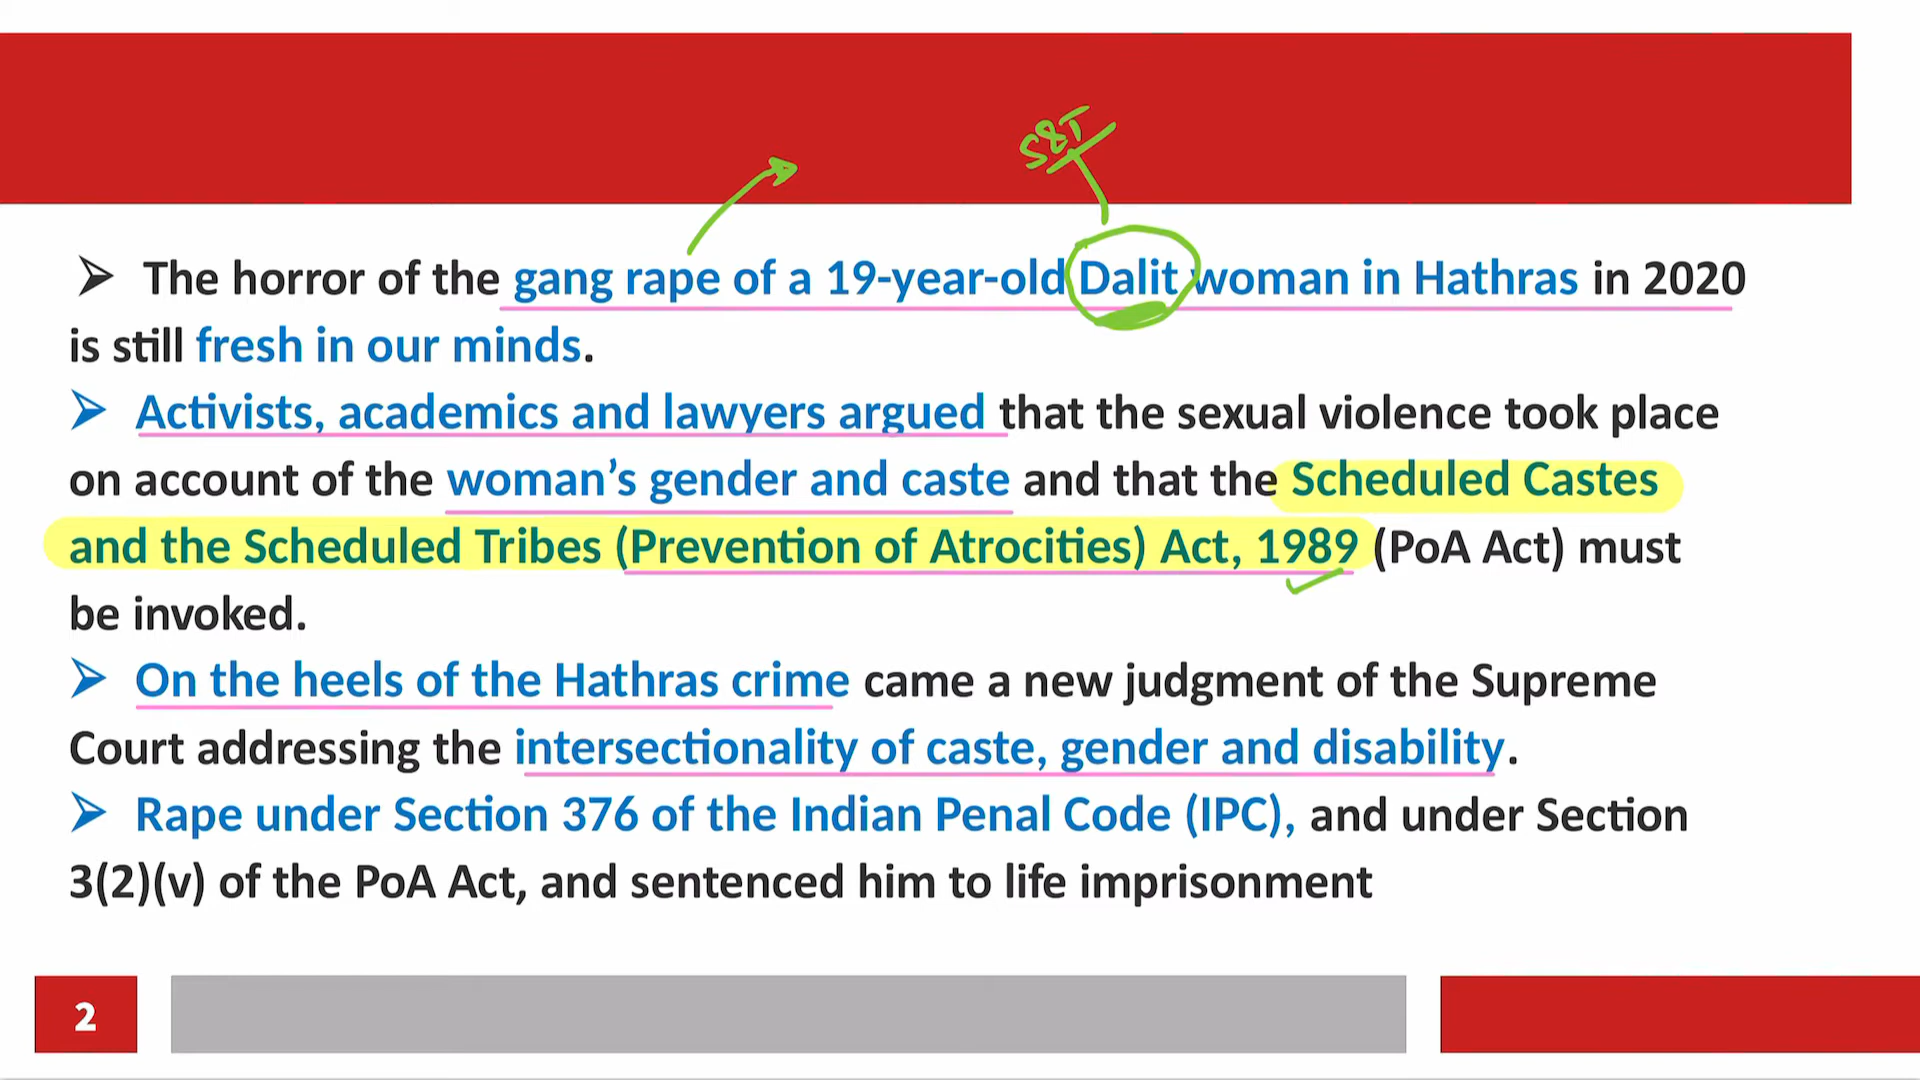 S&T
➤ The horror of the gang rape of a 19-year-old Dalit woman in Hathras in 2020
is still fresh in our minds.
➤ Activists, academics and lawyers argued that the sexual violence took place
on account of the woman’s gender and caste and that the Scheduled Castes
and the Scheduled Tribes (Prevention of Atrocities) Act, 1989 (PoA Act) must
be invoked.
➤ On the heels of the Hathras crime came a new judgment of the Supreme
Court addressing the intersectionality of caste, gender and disability.
➤ Rape under Section 376 of the Indian Penal Code (IPC), and under Section
3(2)(v) of the PoA Act, and sentenced him to life imprisonment
2